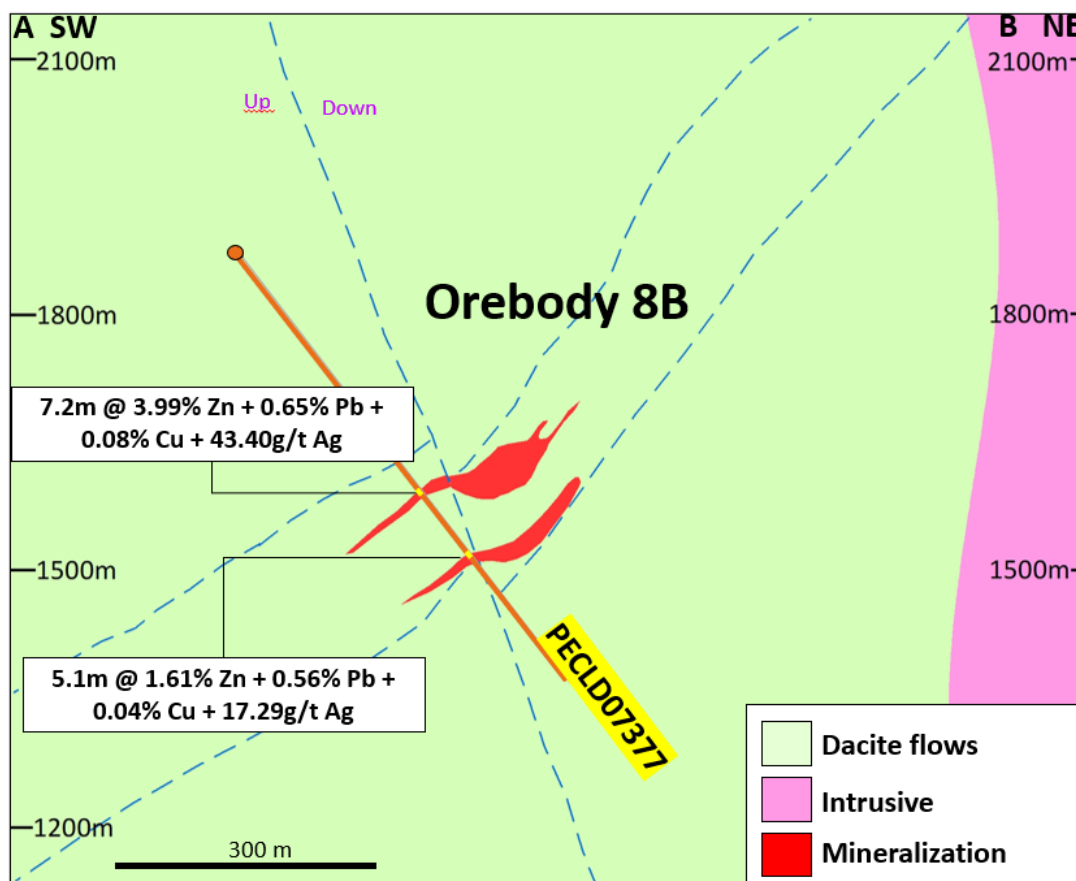 A SW
B NE
2100m
2100m
Up
Down
Orebody 8B
1800m
1800m
7.2m @ 3.99% Zn + 0.65% Pb +
0.08% Cu + 43.40g/t Ag
1500m
1500m
5.1m @ 1.61% Zn + 0.56% Pb +
0.04% Cu + 17.29g/t Ag
PECLD07377
1200m
300 m
Dacite flows
Intrusive
Mineralization